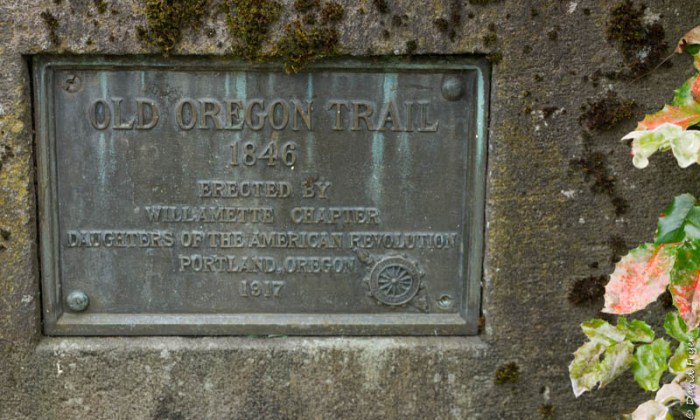 OLD OREGON TRAIL
1846
ERECTED BY
WILLAMETTE CHAPTER
DAUGHTERS OF THE AMERICAN REVOLUTION
PORTLAND, OREGON
1917